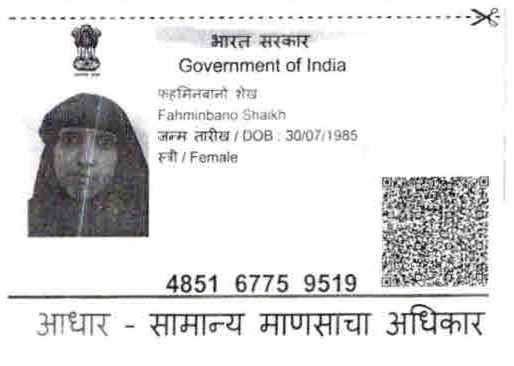 भारत सरकार
Government of India
फहमिनबानो शेख
Fahminbano Shaikh
जन्म तारीख / DOB : 30/07/1985
स्त्री / Female
4851 6775 9519
आधार - सामान्य माणसाचा अधिकार